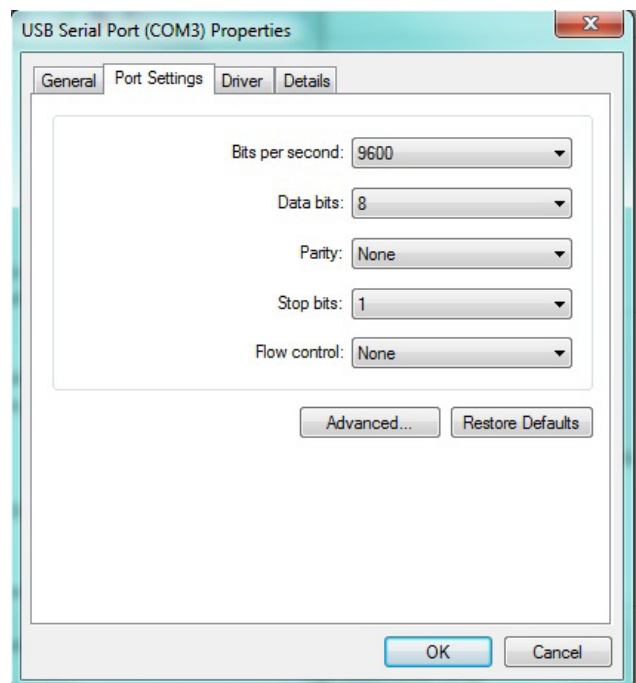 USB Serial Port (COM3) Properties
General Port Settings Driver Details
Bits per second: 9600
Data bits: 8
Parity: None
Stop bits: 1
Flow control: None
Advanced... Restore Defaults
OK Cancel